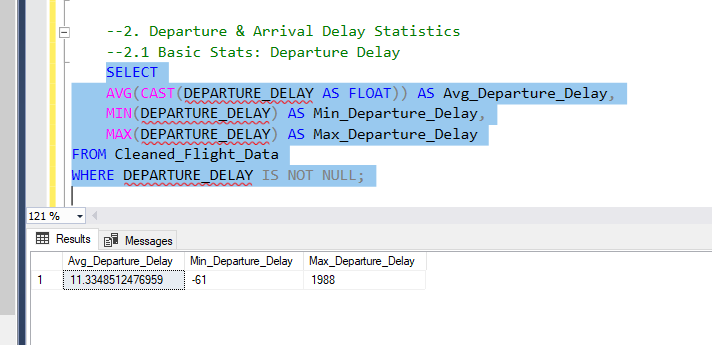 --2. Departure & Arrival Delay Statistics
--2.1 Basic Stats: Departure Delay
SELECT
AVG(CAST(DEPARTURE_DELAY AS FLOAT)) AS Avg_Departure_Delay,
MIN(DEPARTURE_DELAY) AS Min_Departure_Delay,
MAX(DEPARTURE_DELAY) AS Max_Departure_Delay
FROM Cleaned_Flight_Data
WHERE DEPARTURE_DELAY IS NOT NULL;
121 %
Results Messages
Avg_Departure_Delay Min_Departure_Delay Max_Departure_Delay
1 11.3348512476959 -61 1988